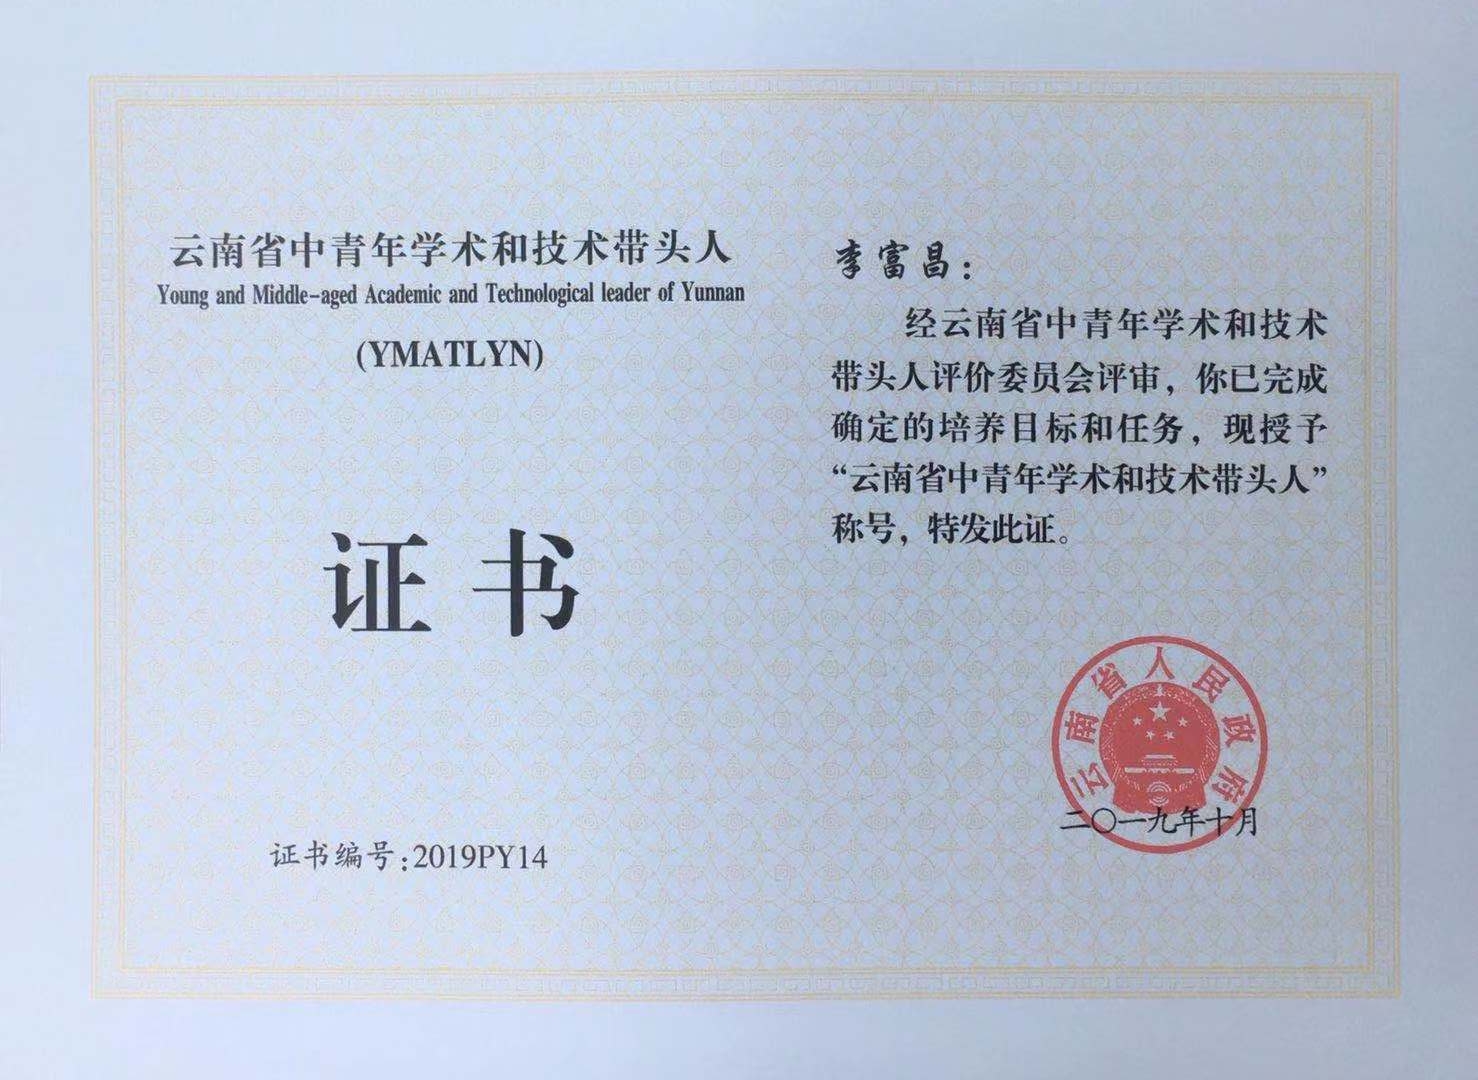 云南省中青年学术和技术带头人
Young and Middle-aged Academic and Technological leader of Yunnan
(YMATLYN)
证书
证书编号:2019PY14
李富昌：
经云南省中青年学术和技术
带头人评价委员会评审，你已完成
确定的培养目标和任务，现授予
“云南省中青年学术和技术带头人”
称号，特发此证。
云南省人民政府
二〇一九年十月